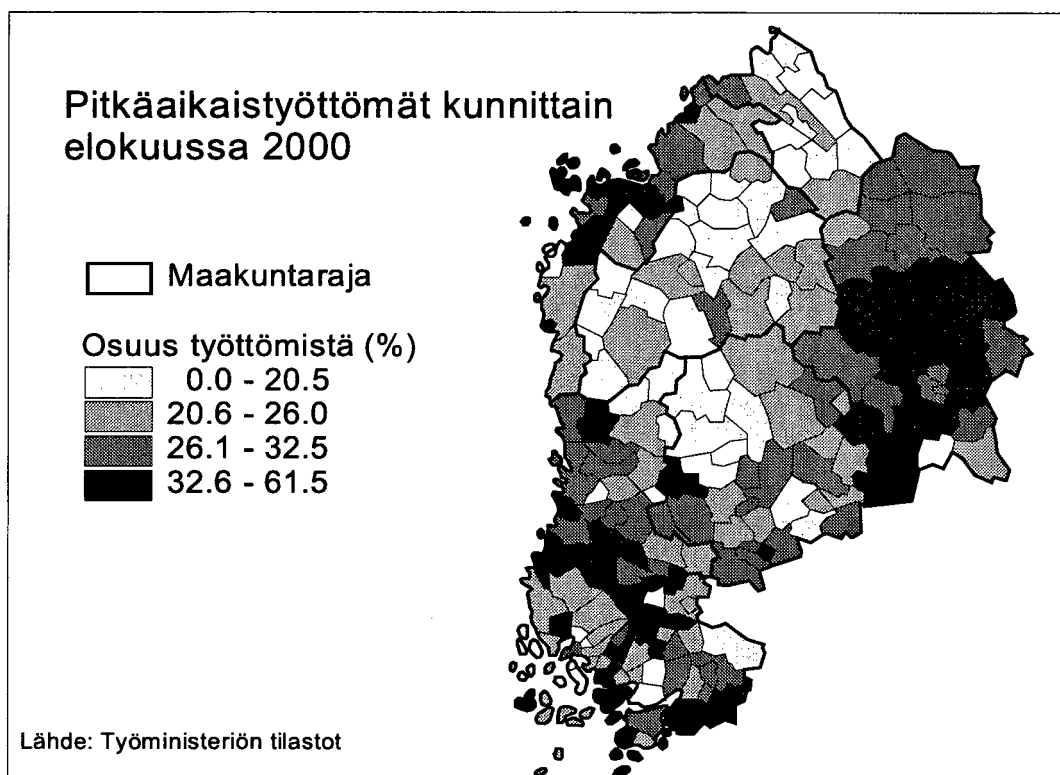 Pitkäaikaistyöttömät kunnittain
elokuussa 2000
Maakuntaraja
Osuus työttömistä (%)
0.0 - 20.5
20.6 - 26.0
26.1 - 32.5
32.6 - 61.5
Lähde: Työministeriön tilastot